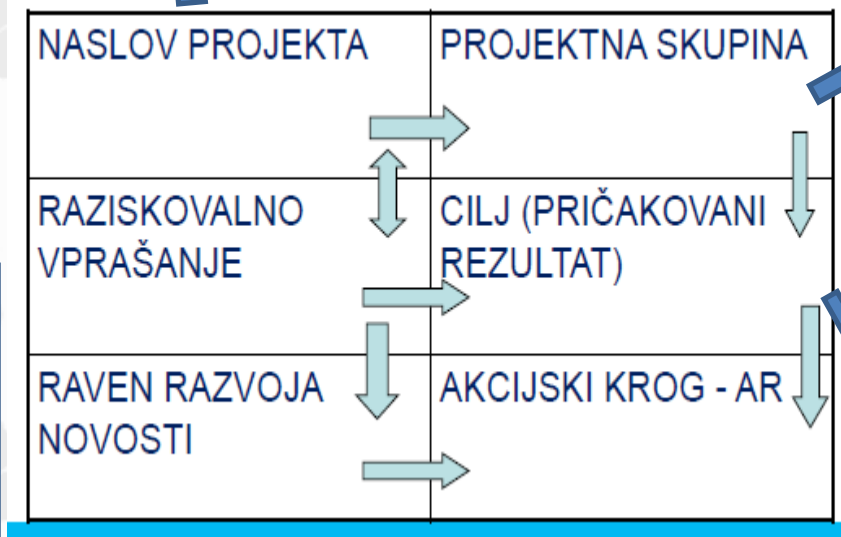 NASLOV PROJEKTA
PROJEKTNA SKUPINA
RAZISKOVALNO
VPRAŠANJE
CILJ (PRIČAKOVANI
REZULTAT)
RAVEN RAZVOJA
NOVOSTI
AKCIJSKI KROG - AR